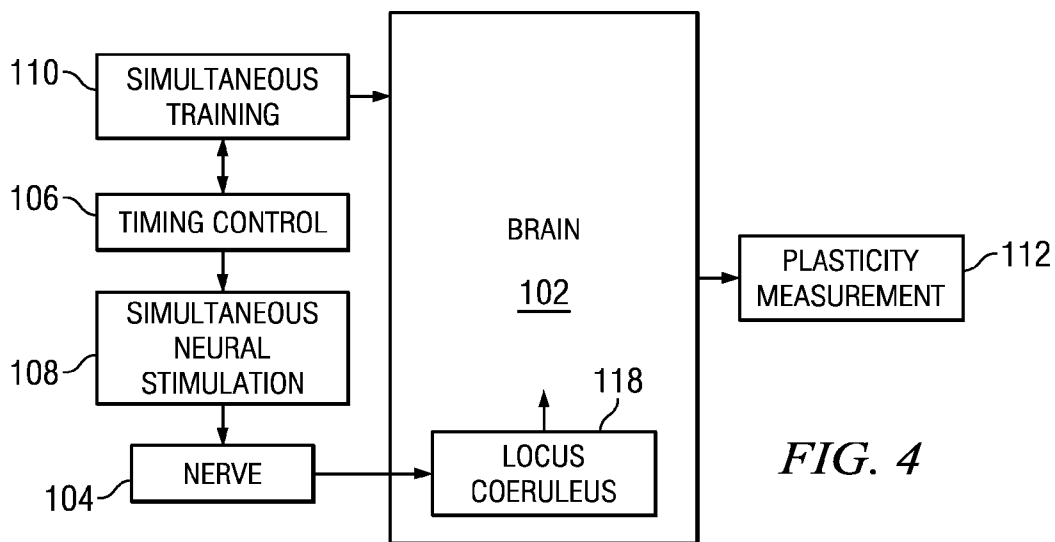 110
SIMULTANEOUS
TRAINING
106
TIMING CONTROL
108
SIMULTANEOUS
NEURAL
STIMULATION
104
NERVE
BRAIN
102
118
LOCUS
COERULEUS
PLASTICITY
MEASUREMENT
112
FIG. 4